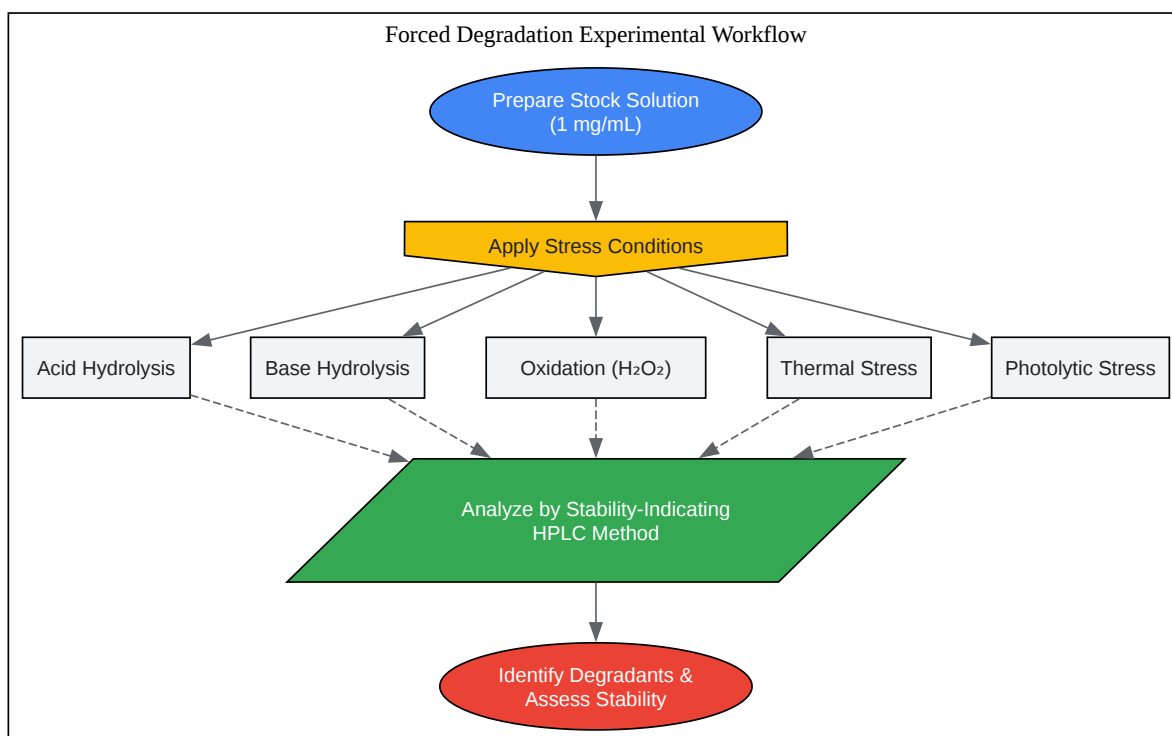 Forced Degradation Experimental Workflow
Prepare Stock Solution
(1 mg/mL)
Apply Stress Conditions
Acid Hydrolysis
Base Hydrolysis
Oxidation (H₂O₂)
Thermal Stress
Photolytic Stress
Analyze by Stability-Indicating
HPLC Method
Identify Degradants &
Assess Stability